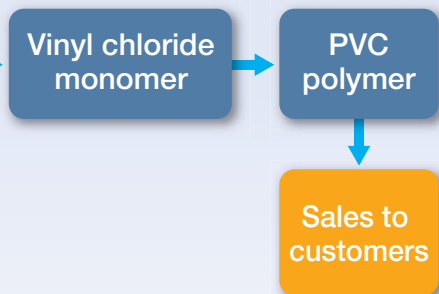 Vinyl chloride
monomer
PVC
polymer
Sales to
customers